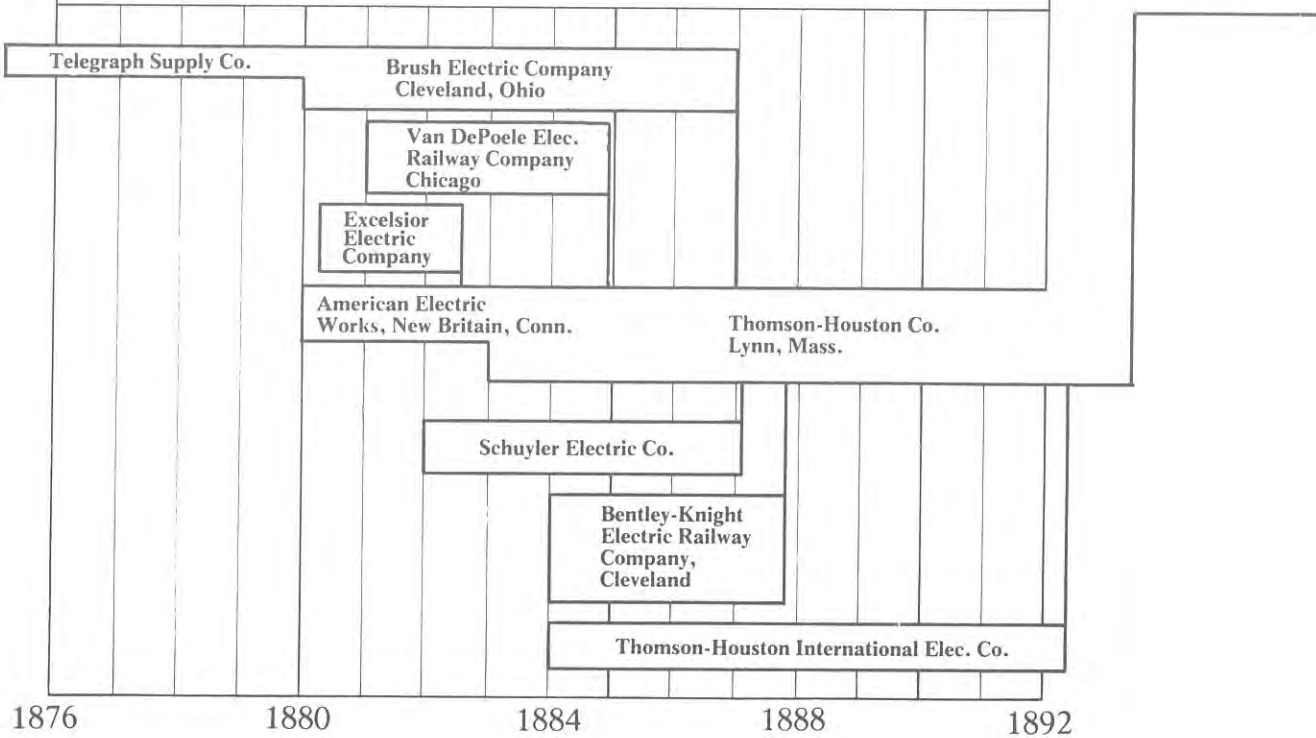 Telegraph Supply Co.
Brush Electric Company
Cleveland, Ohio
Van DePoele Elec.
Railway Company
Chicago
Excelsior
Electric
Company
American Electric
Works, New Britain, Conn.
Thomson-Houston Co.
Lynn, Mass.
Schuyler Electric Co.
Bentley-Knight
Electric Railway
Company,
Cleveland
Thomson-Houston International Elec. Co.
1876 1880 1884 1888 1892